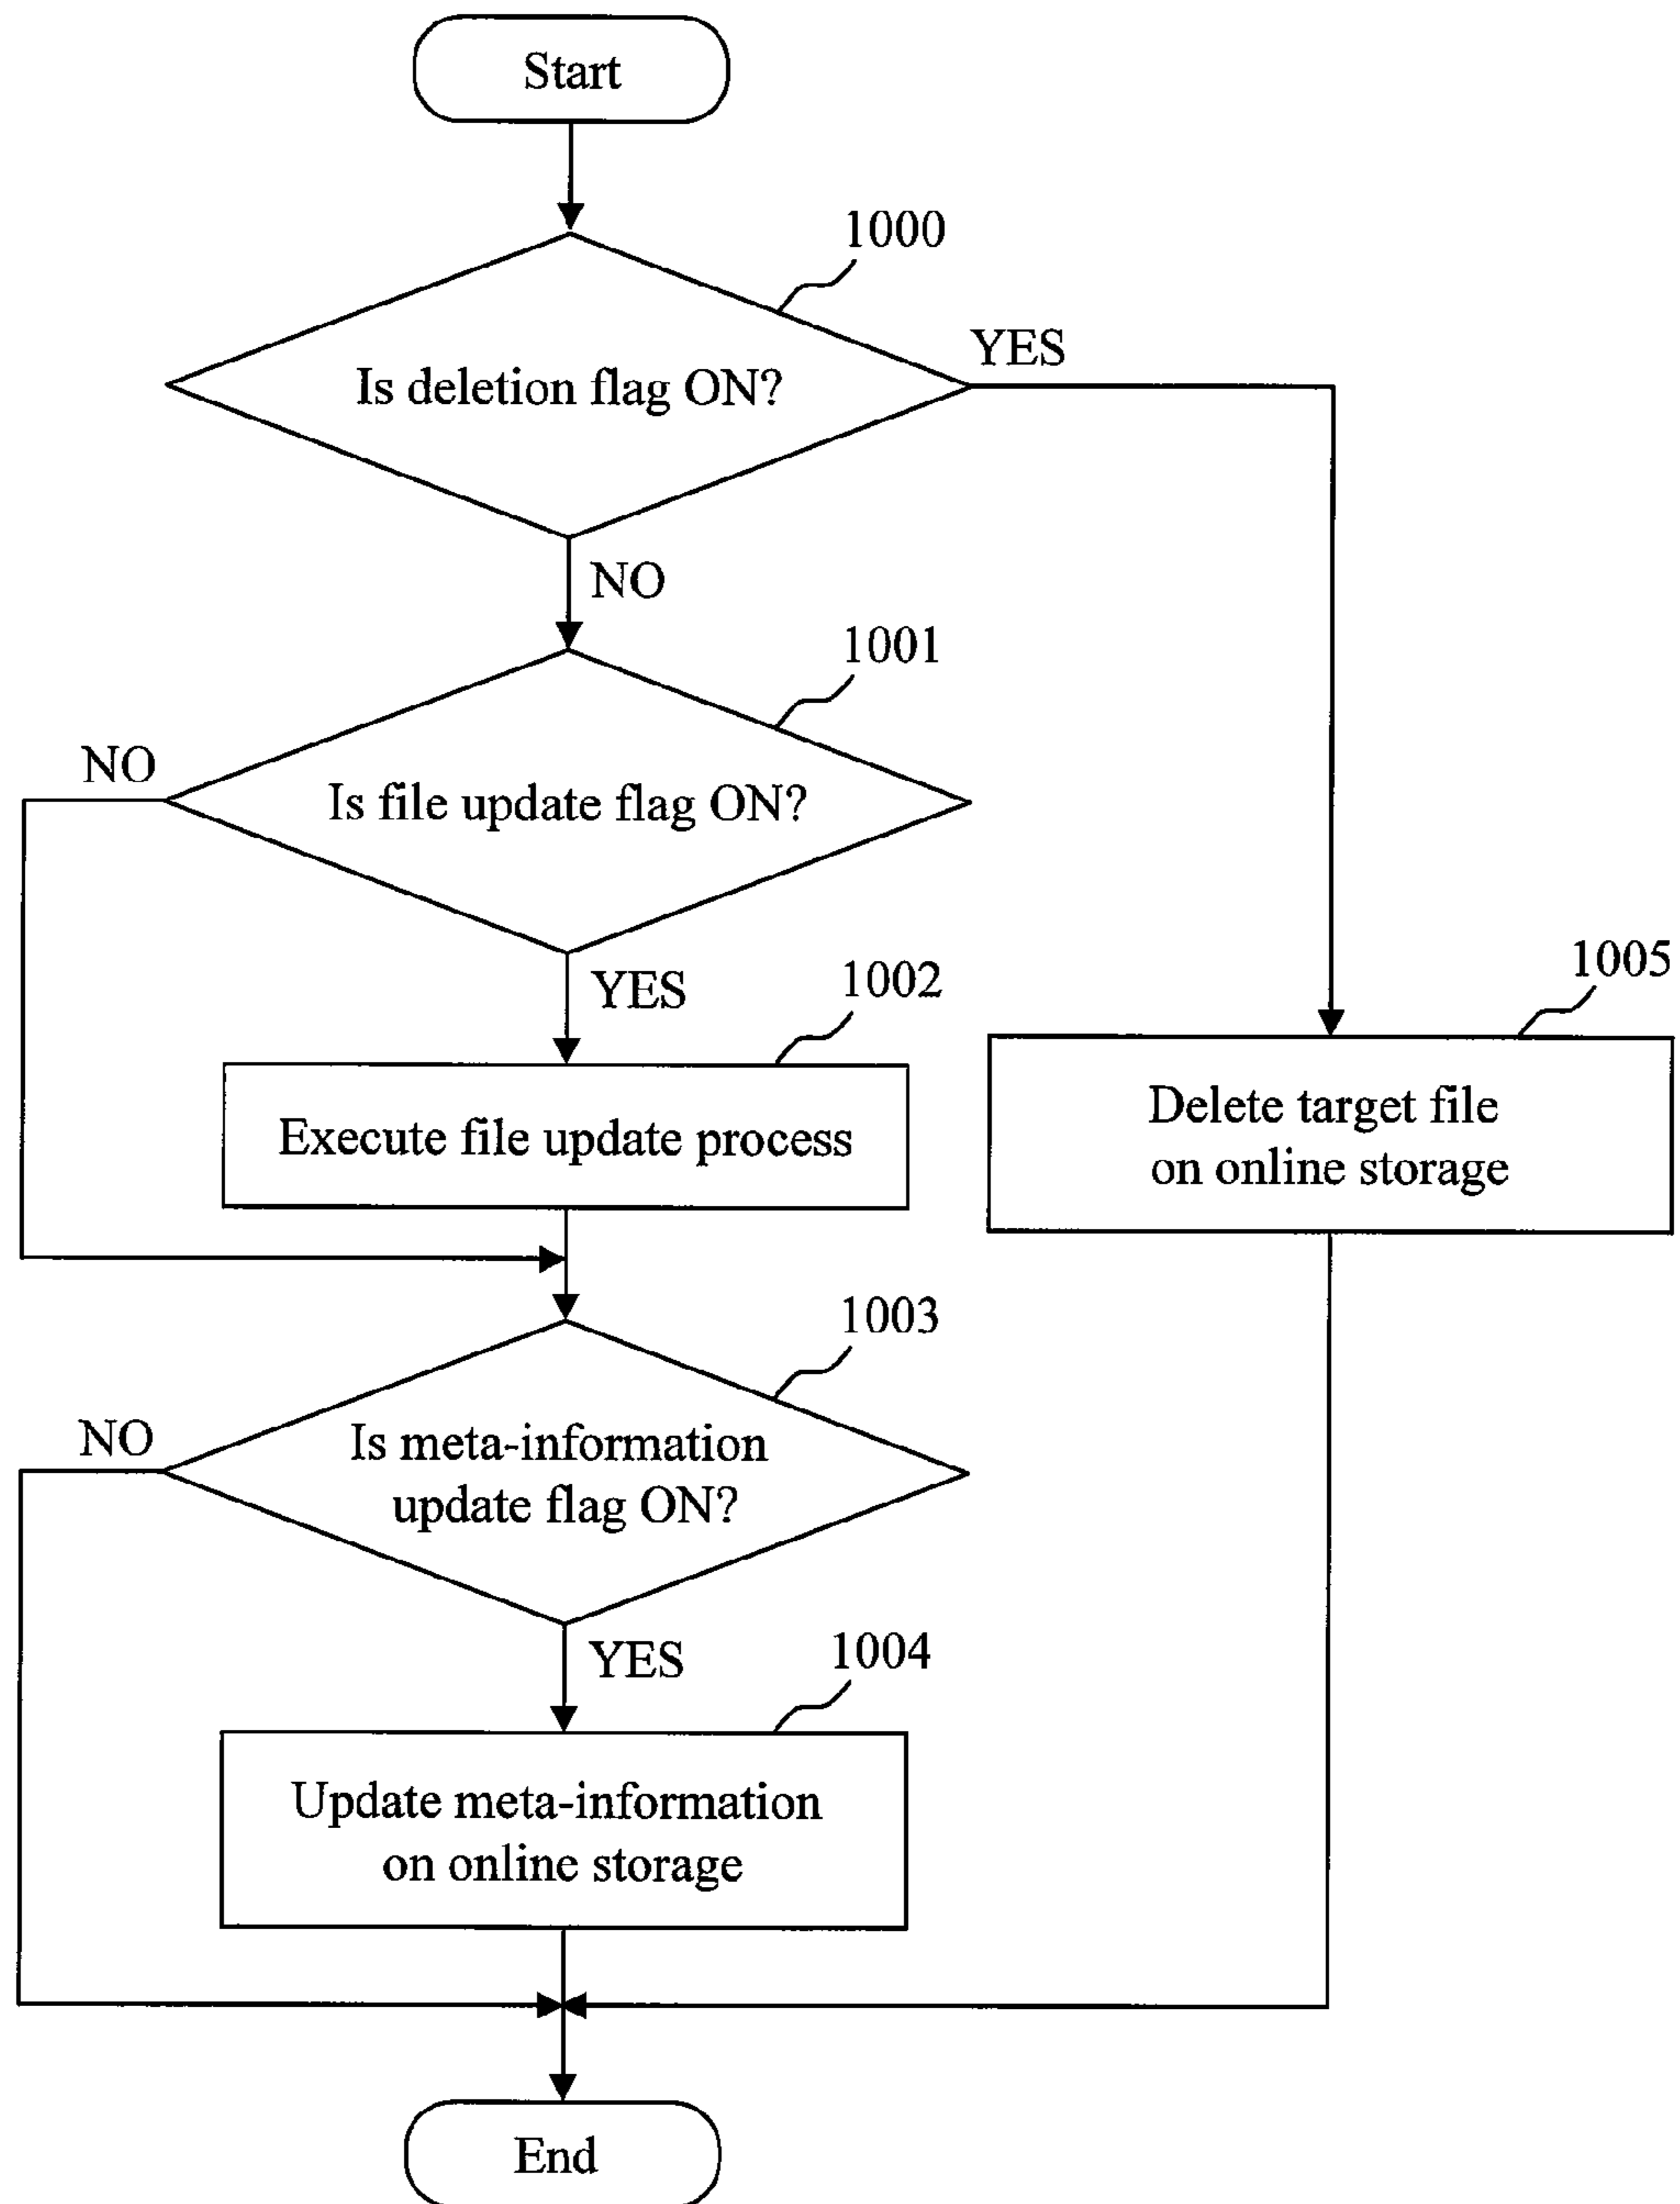 Start
1000
Is deletion flag ON?
YES
NO
1001
Is file update flag ON?
NO
YES
1002
Execute file update process
1005
Delete target file
on online storage
1003
Is meta-information
update flag ON?
NO
YES
1004
Update meta-information
on online storage
End